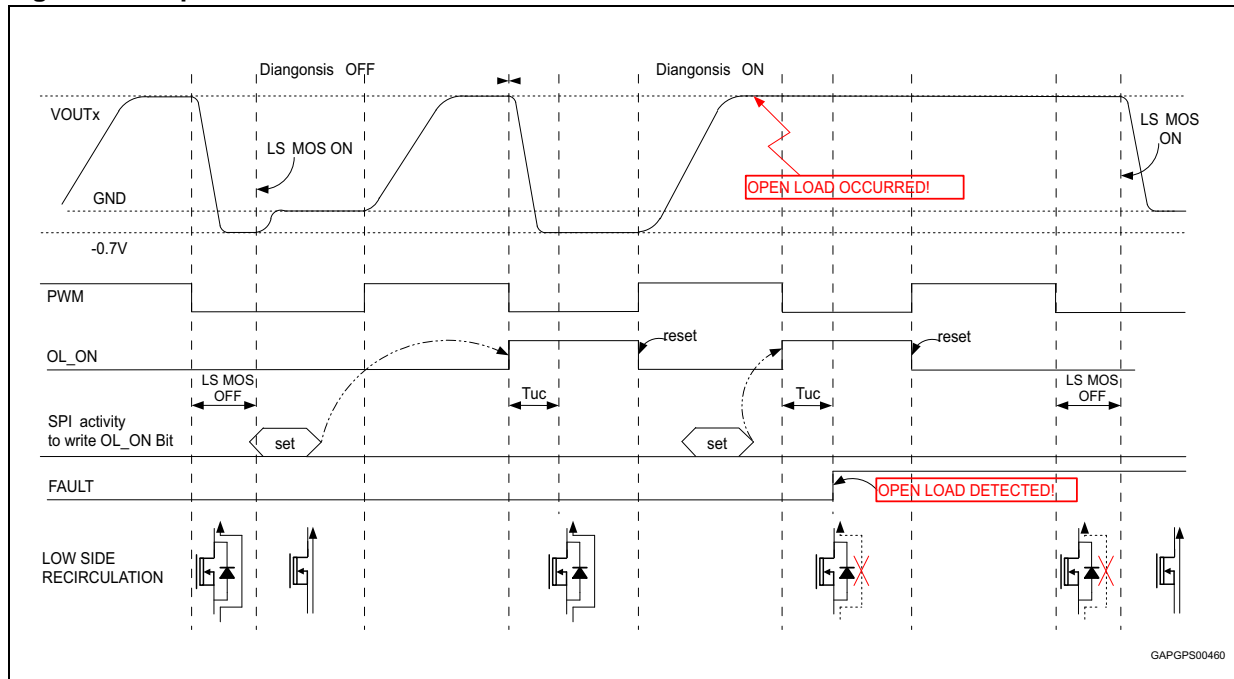 Diangonsis OFF
Diangonsis ON
VOUTx
LS MOS ON
LS MOS
ON
OPEN LOAD OCCURRED!
GND
-0.7V
PWM
OL_ON
reset
reset
LS MOS
OFF
Tuc
Tuc
LS MOS
OFF
SPI activity
to write OL_ON Bit
set
set
FAULT
OPEN LOAD DETECTED!
LOW SIDE
RECIRCULATION
GAPGPS00460